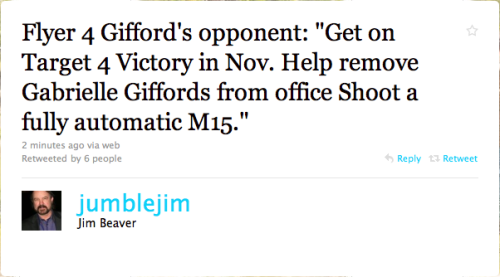 Flyer 4 Gifford's opponent: "Get on
Target 4 Victory in Nov. Help remove
Gabrielle Giffords from office Shoot a
fully automatic M15."
2 minutes ago via web
Retweeted by 6 people
Reply Retweet
jumblejim
Jim Beaver